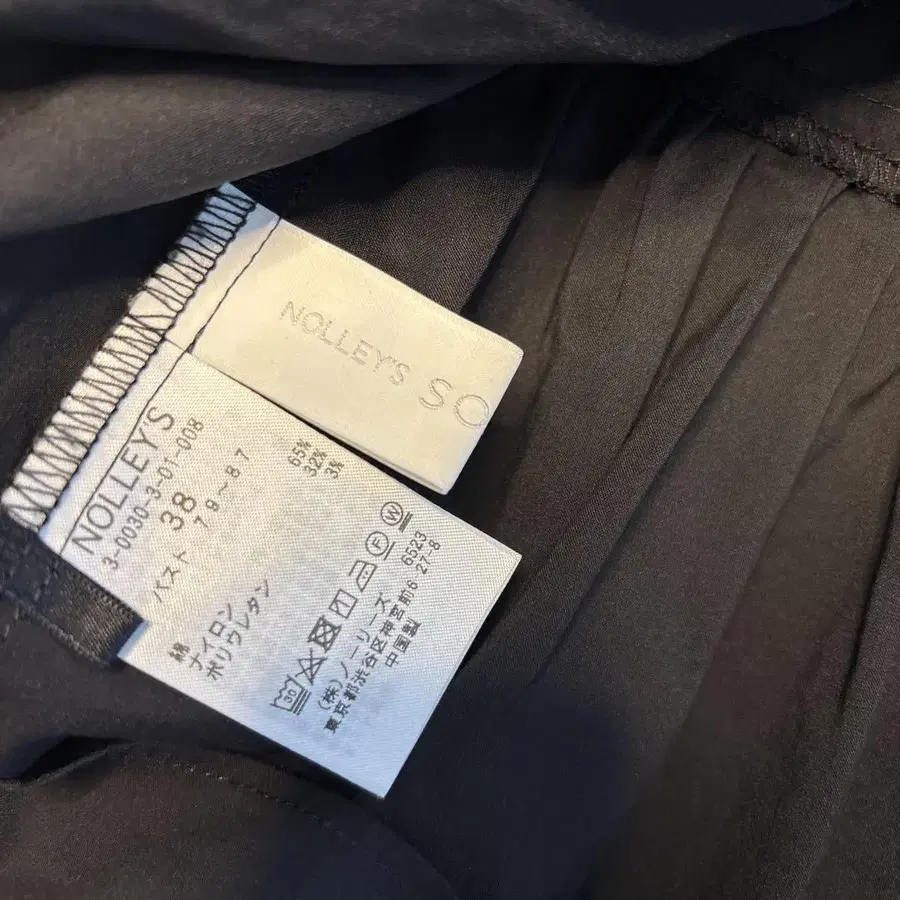 NOLLEY'S SO
NOLLEY'S
3-0030-3-01-008
38
バスト 79~87
綿 65%
ナイロン 32%
ポリウレタン 3%
30 F W
(株)ノーリーズ 6523
東京都渋谷区神宮前6 27-8
中国製